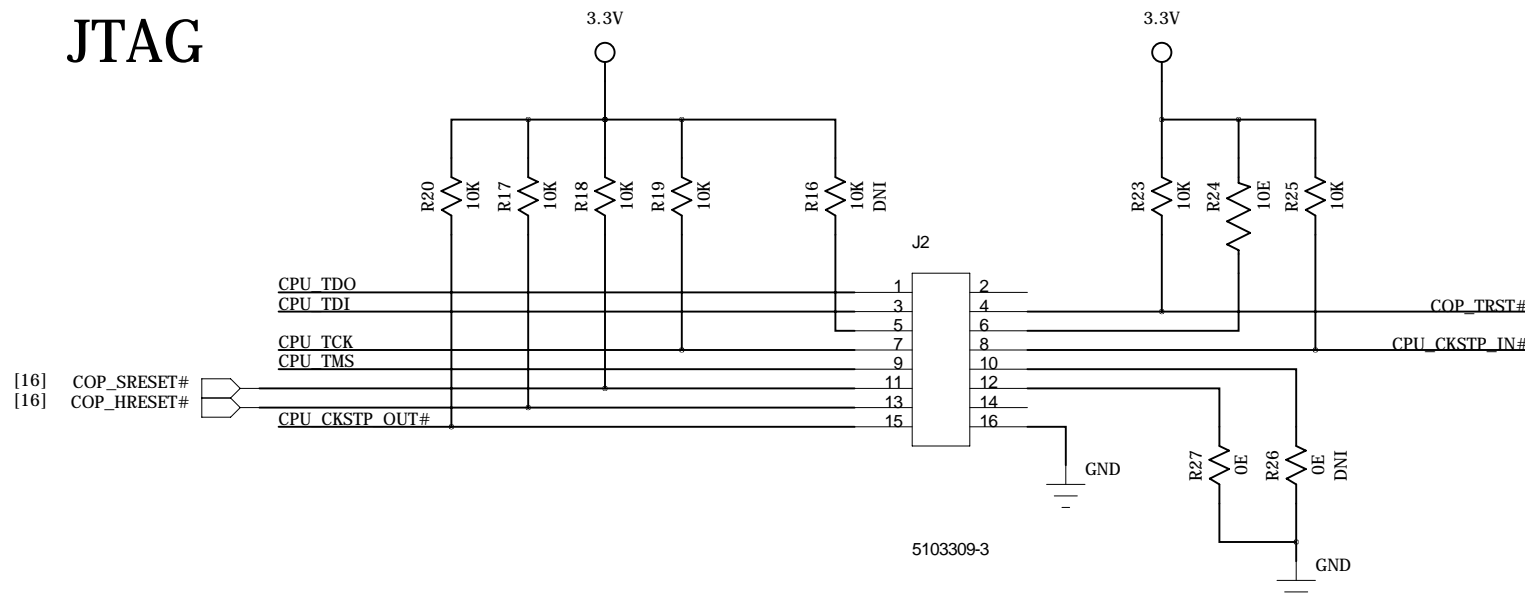 JTAG
3.3V
3.3V
R20
10K
R17
10K
R18
10K
R19
10K
R16
10K
DNI
R23
10K
R24
10E
R25
10K
J2
CPU_TDO
1
2
CPU_TDI
3
4
COP_TRST#
5
6
CPU_TCK
7
8
CPU_CKSTP_IN#
CPU_TMS
9
10
[16] COP_SRESET#
11
12
[16] COP_HRESET#
13
14
CPU_CKSTP_OUT#
15
16
GND
R27
0E
R26
0E
DNI
5103309-3
GND